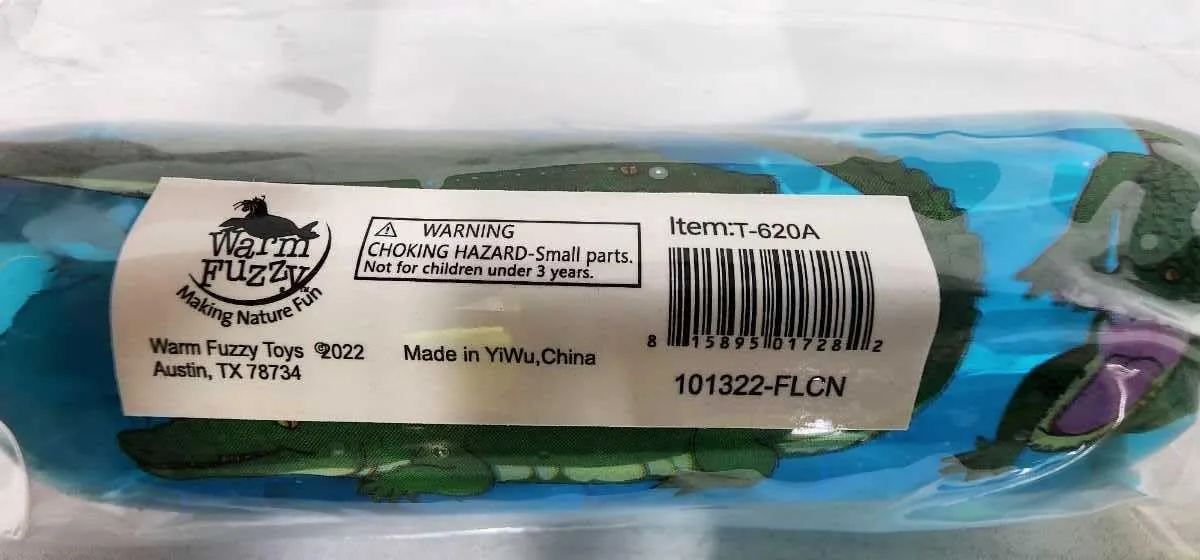 Warm
Fuzzy
Making Nature Fun
Warm Fuzzy Toys ©2022
Austin, TX 78734
⚠ WARNING
CHOKING HAZARD-Small parts.
Not for children under 3 years.
Made in YiWu,China
Item:T-620A
8 15895 01728 2
101322-FLCN